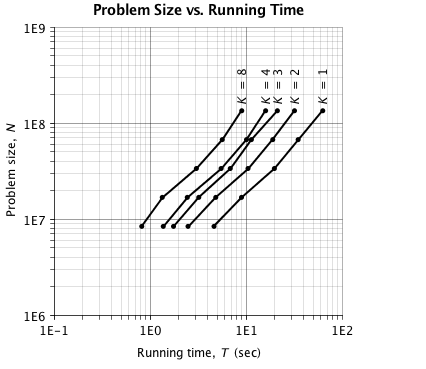 Problem Size vs. Running Time
1E9
1E8
1E7
1E6
Problem size, N
K = 8
K = 4
K = 3
K = 2
K = 1
1E−1
1E0
1E1
1E2
Running time, T (sec)